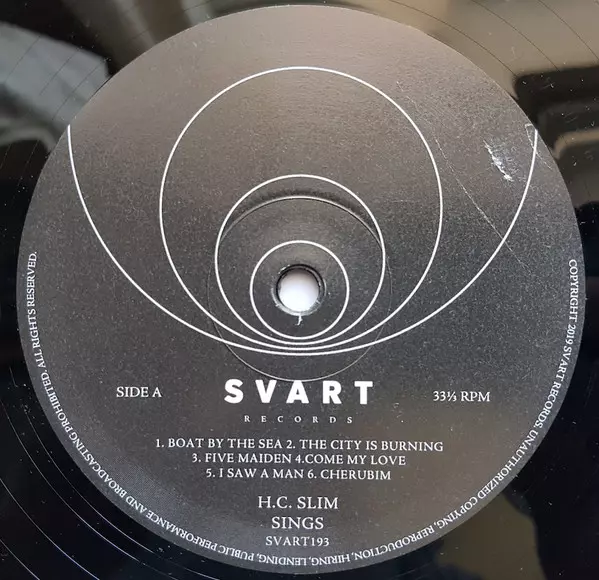 SIDE A
SVART
RECORDS
33⅓ RPM
1. BOAT BY THE SEA 2. THE CITY IS BURNING
3. FIVE MAIDEN 4.COME MY LOVE
5. I SAW A MAN 6. CHERUBIM
H.C. SLIM
SINGS
SVART193
COPYRIGHT 2019 SVART RECORDS. UNAUTHORIZED COPYING, REPRODUCTION, HIRING, LENDING, PUBLIC PERFORMANCE AND BROADCASTING PROHIBITED. ALL RIGHTS RESERVED.